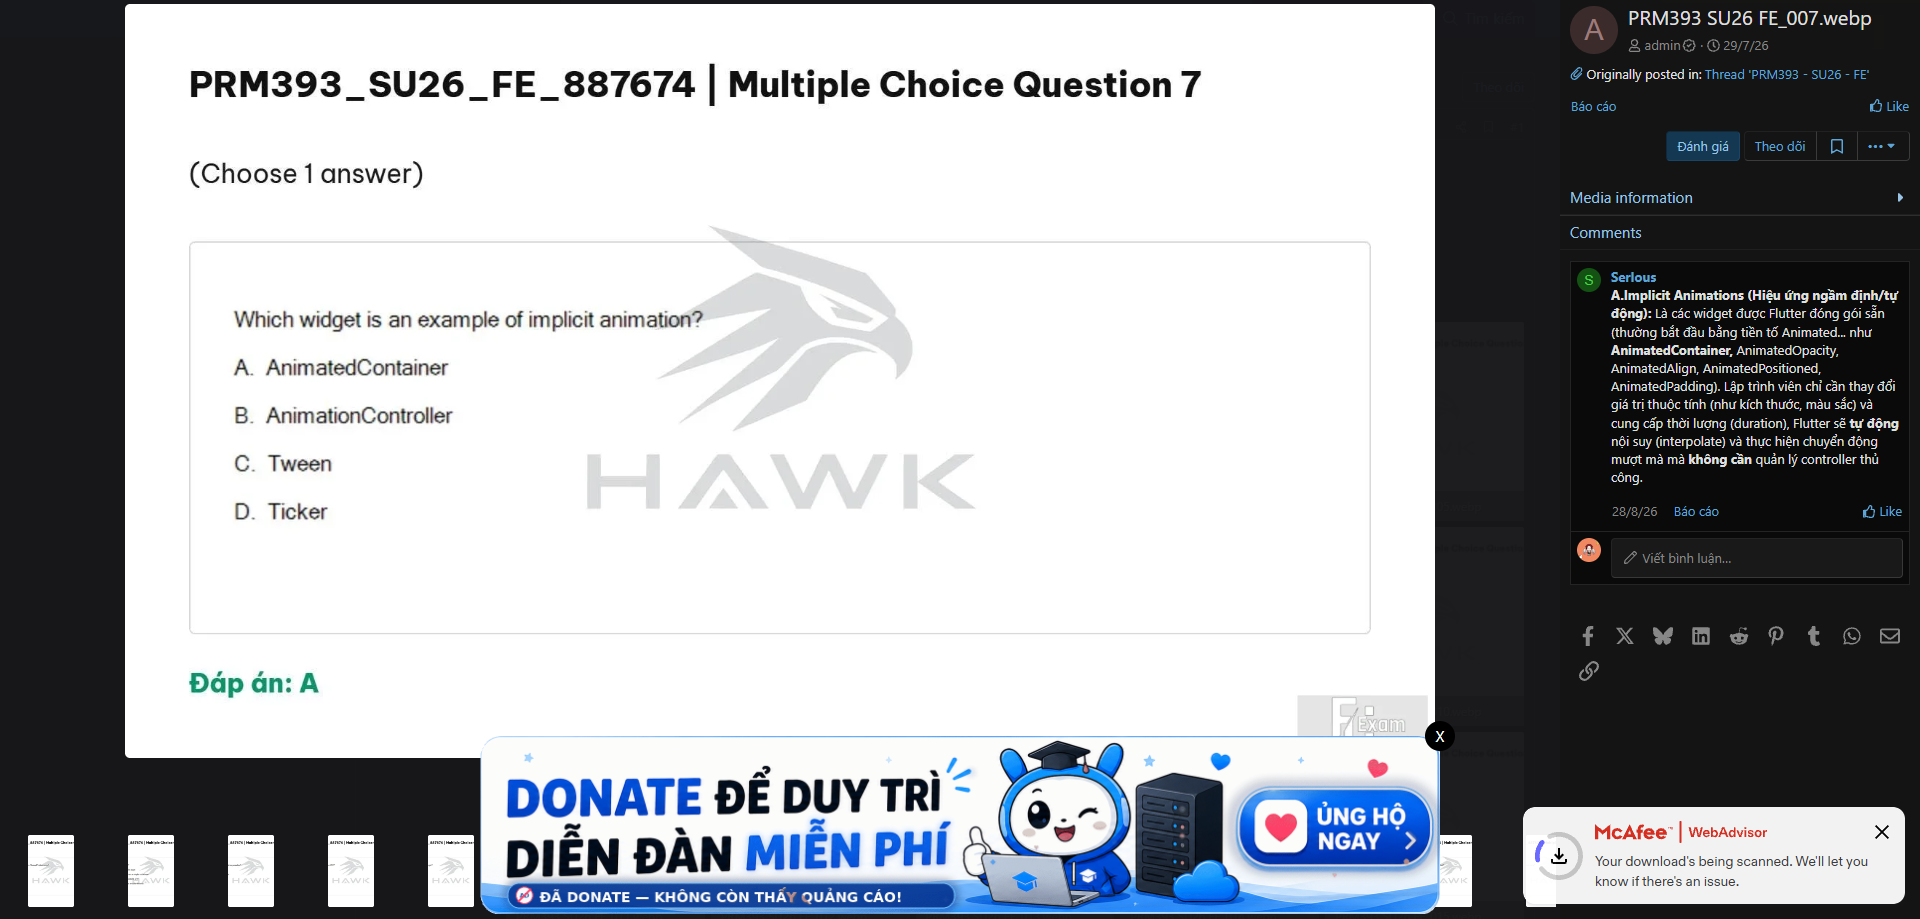 PRM393_SU26_FE_887674 | Multiple Choice Question 7
(Choose 1 answer)
Which widget is an example of implicit animation?
A. AnimatedContainer
B. AnimationController
C. Tween
D. Ticker
HAWK
Đáp án: A
Exam
X
DONATE ĐỂ DUY TRÌ
DIỄN ĐÀN MIỄN PHÍ
ĐÃ DONATE — KHÔNG CÒN THẤY QUẢNG CÁO!
ỦNG HỘ
NGAY
A
PRM393 SU26 FE_007.webp
admin · 29/7/26
Originally posted in: Thread 'PRM393 - SU26 - FE'
Báo cáo
Like
Đánh giá
Theo dõi
Media information
Comments
S
Serlous
A.Implicit Animations (Hiệu ứng ngầm định/tự
động): Là các widget được Flutter đóng gói sẵn
(thường bắt đầu bằng tiền tố Animated... như
AnimatedContainer, AnimatedOpacity,
AnimatedAlign, AnimatedPositioned,
AnimatedPadding). Lập trình viên chỉ cần thay đổi
giá trị thuộc tính (như kích thước, màu sắc) và
cung cấp thời lượng (duration), Flutter sẽ tự động
nội suy (interpolate) và thực hiện chuyển động
mượt mà mà không cần quản lý controller thủ
công.
28/8/26
Báo cáo
Like
Viết bình luận...
McAfee | WebAdvisor
Your download's being scanned. We'll let you
know if there's an issue.